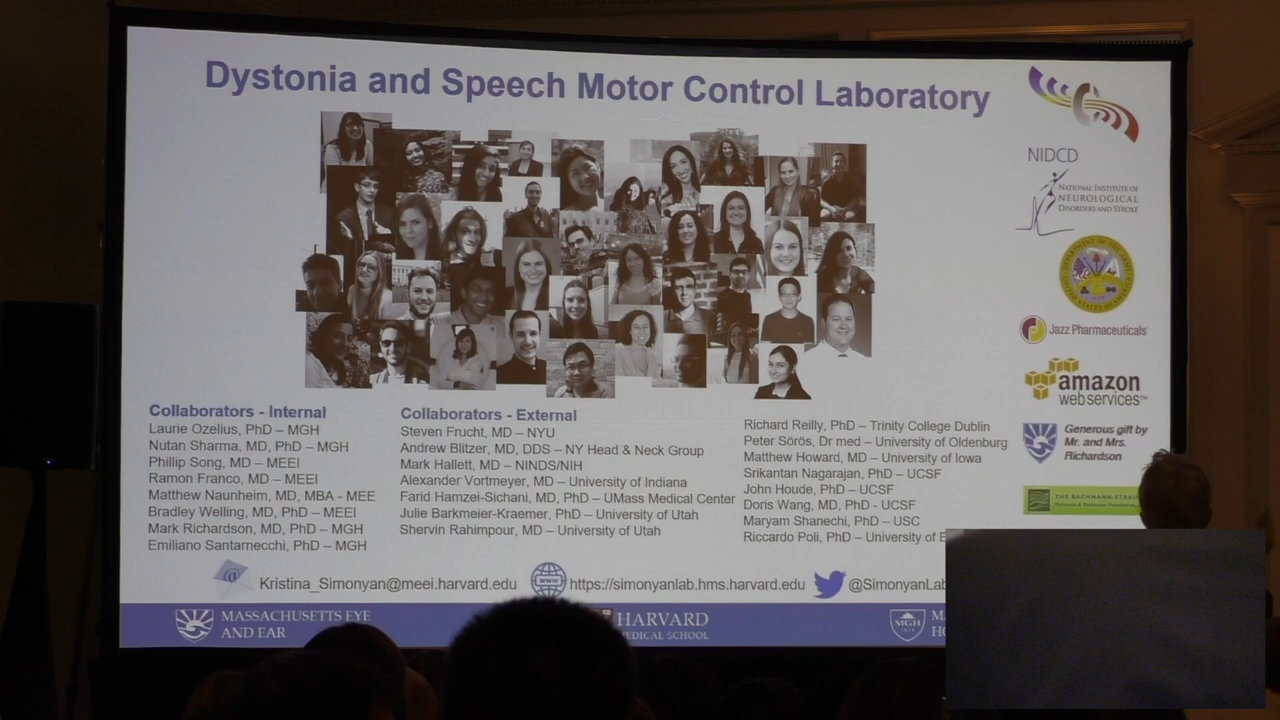 Dystonia and Speech Motor Control Laboratory
NIDCD
NATIONAL INSTITUTE OF
NEUROLOGICAL
DISORDERS AND STROKE
Jazz Pharmaceuticals
amazon
webservices™
Generous gift by
Mr. and Mrs.
Richardson
THE BACHMANN-STRAU
Collaborators - Internal
Laurie Ozelius, PhD – MGH
Nutan Sharma, MD, PhD – MGH
Phillip Song, MD – MEEI
Ramon Franco, MD – MEEI
Matthew Naunheim, MD, MBA - MEE
Bradley Welling, MD, PhD – MEEI
Mark Richardson, MD, PhD – MGH
Emiliano Santarnecchi, PhD – MGH
Collaborators - External
Steven Frucht, MD – NYU
Andrew Blitzer, MD, DDS – NY Head & Neck Group
Mark Hallett, MD – NINDS/NIH
Alexander Vortmeyer, MD – University of Indiana
Farid Hamzei-Sichani, MD, PhD – UMass Medical Center
Julie Barkmeier-Kraemer, PhD – University of Utah
Shervin Rahimpour, MD – University of Utah
Richard Reilly, PhD – Trinity College Dublin
Peter Sörös, Dr med – University of Oldenburg
Matthew Howard, MD – University of Iowa
Srikantan Nagarajan, PhD – UCSF
John Houde, PhD – UCSF
Doris Wang, MD, PhD - UCSF
Maryam Shanechi, PhD – USC
Riccardo Poli, PhD – University of E
@ Kristina_Simonyan@meei.harvard.edu
www https://simonyanlab.hms.harvard.edu
@SimonyanLab
MASSACHUSETTS EYE
AND EAR
HARVARD
MEDICAL SCHOOL
MGH
1811